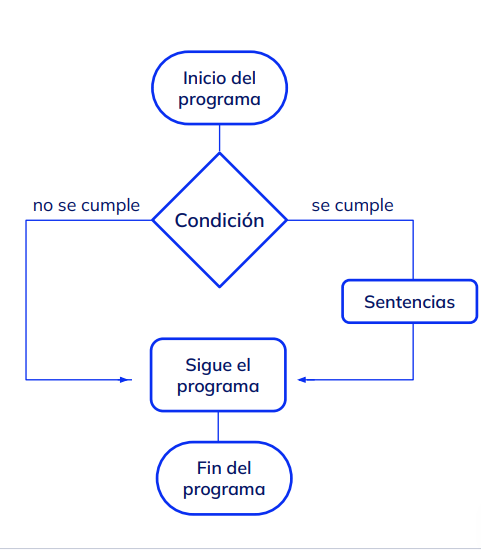 Inicio del
programa
no se cumple
Condición
se cumple
Sentencias
Sigue el
programa
Fin del
programa